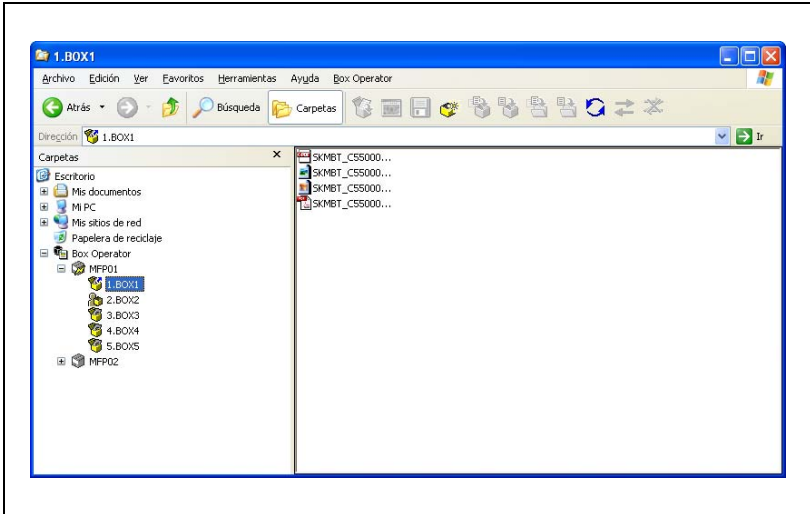 1.BOX1
Archivo Edición Ver Favoritos Herramientas Ayuda Box Operator
Atrás Búsqueda Carpetas
Dirección 1.BOX1 Ir
Carpetas
Escritorio
Mis documentos
Mi PC
Mis sitios de red
Papelera de reciclaje
Box Operator
MFP01
1.BOX1
2.BOX2
3.BOX3
4.BOX4
5.BOX5
MFP02
SKMBT_C55000...
SKMBT_C55000...
SKMBT_C55000...
SKMBT_C55000...